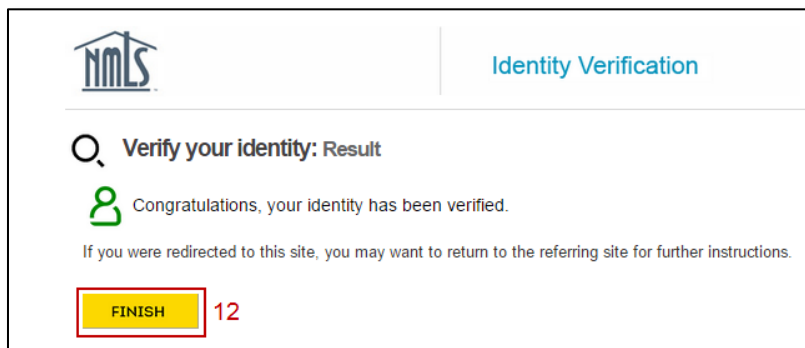 NMLS
Identity Verification
Verify your identity: Result
Congratulations, your identity has been verified.
If you were redirected to this site, you may want to return to the referring site for further instructions.
FINISH 12